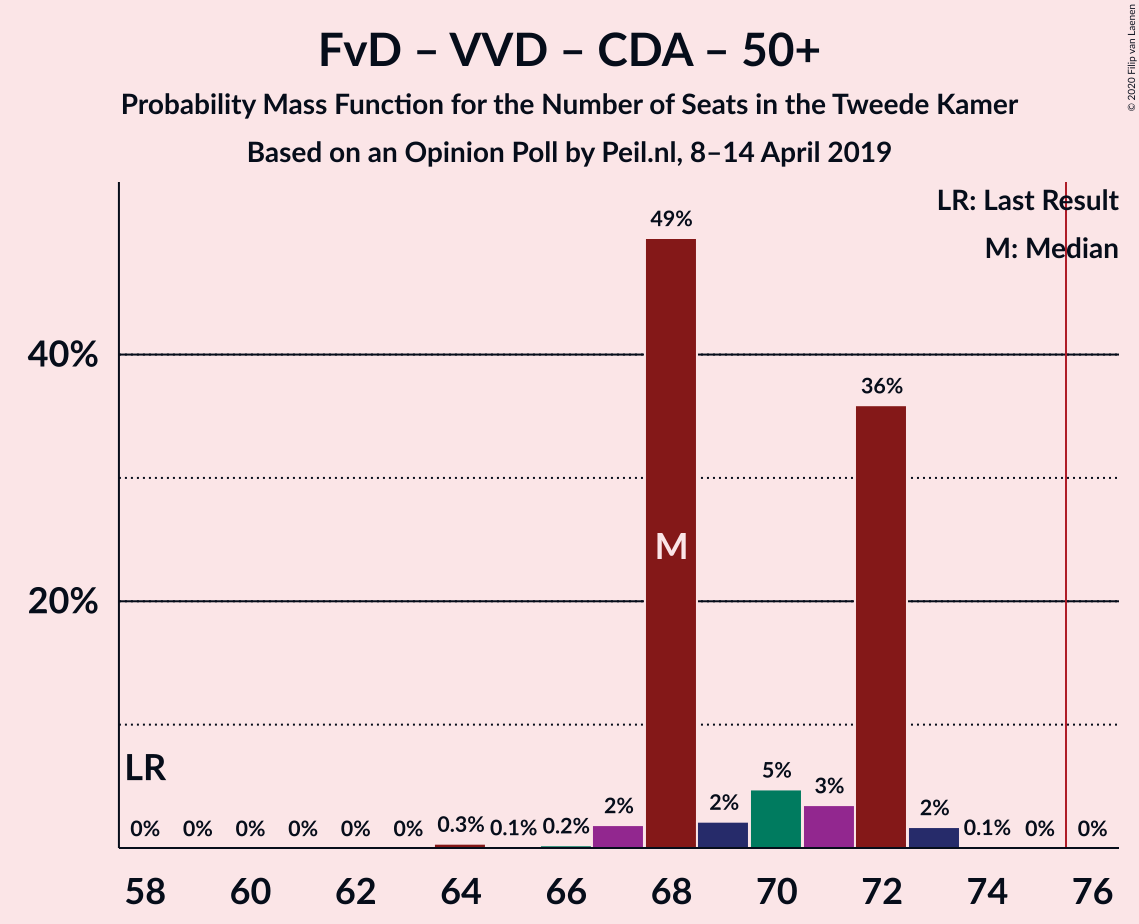 FvD – VVD – CDA – 50+
Probability Mass Function for the Number of Seats in the Tweede Kamer
Based on an Opinion Poll by Peil.nl, 8–14 April 2019
© 2020 Filip van Laenen
LR: Last Result
M: Median
49%
40%
36%
M
20%
LR
0% 0% 0% 0% 0% 0% 0.3% 0.1% 0.2% 2% 2% 5% 3% 2% 0.1% 0% 0%
58 60 62 64 66 68 70 72 74 76